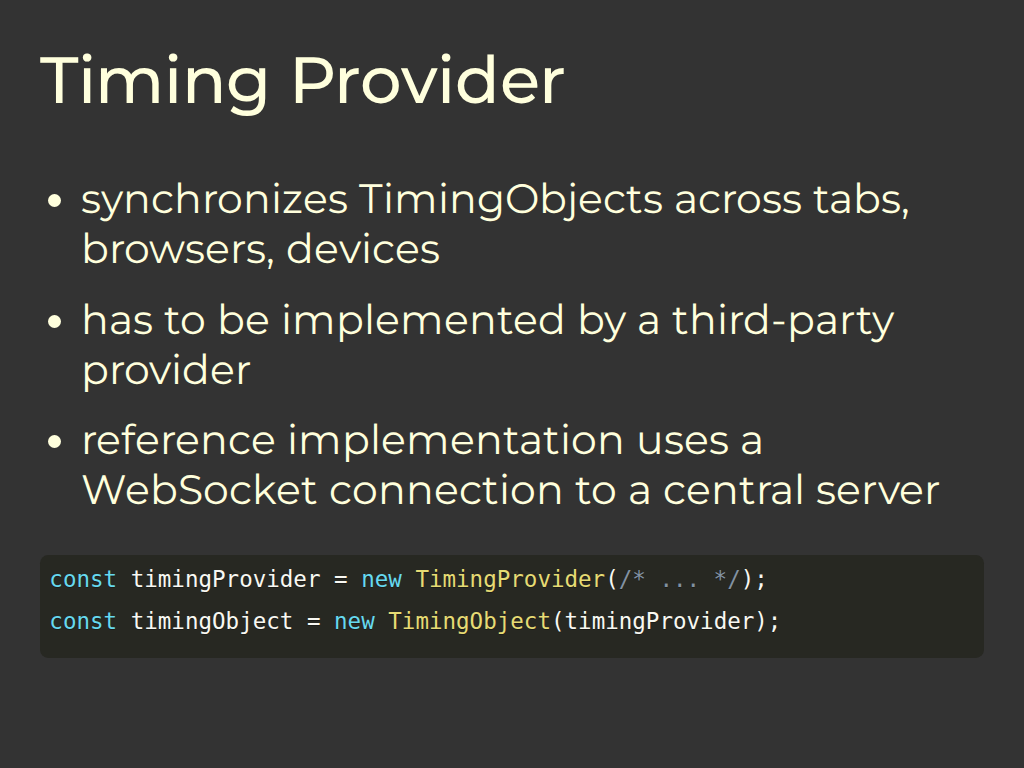 Timing Provider
• synchronizes TimingObjects across tabs,
browsers, devices
• has to be implemented by a third-party
provider
• reference implementation uses a
WebSocket connection to a central server
const timingProvider = new TimingProvider(/* ... */);
const timingObject = new TimingObject(timingProvider);